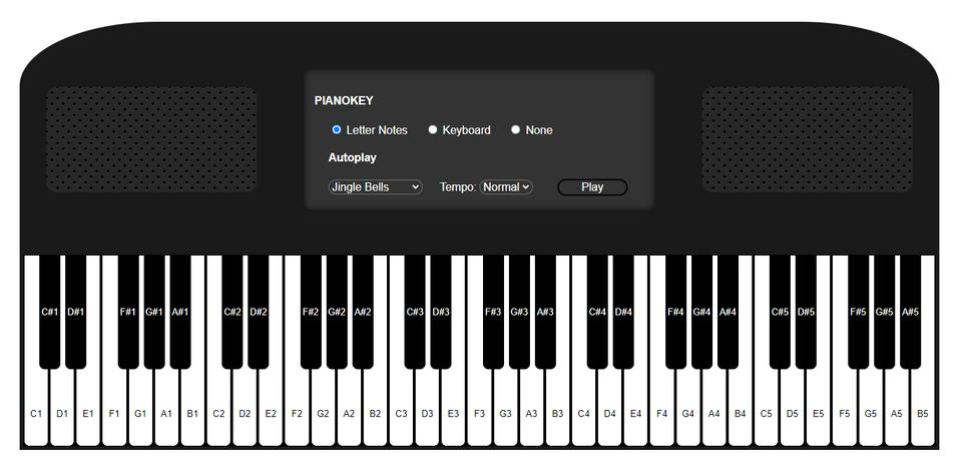 PIANOKEY
Letter Notes Keyboard None
Autoplay
Jingle Bells Tempo: Normal Play
C#1 D#1 F#1 G#1 A#1 C#2 D#2 F#2 G#2 A#2 C#3 D#3 F#3 G#3 A#3 C#4 D#4 F#4 G#4 A#4 C#5 D#5 F#5 G#5 A#5
C1 D1 E1 F1 G1 A1 B1 C2 D2 E2 F2 G2 A2 B2 C3 D3 E3 F3 G3 A3 B3 C4 D4 E4 F4 G4 A4 B4 C5 D5 E5 F5 G5 A5 B5